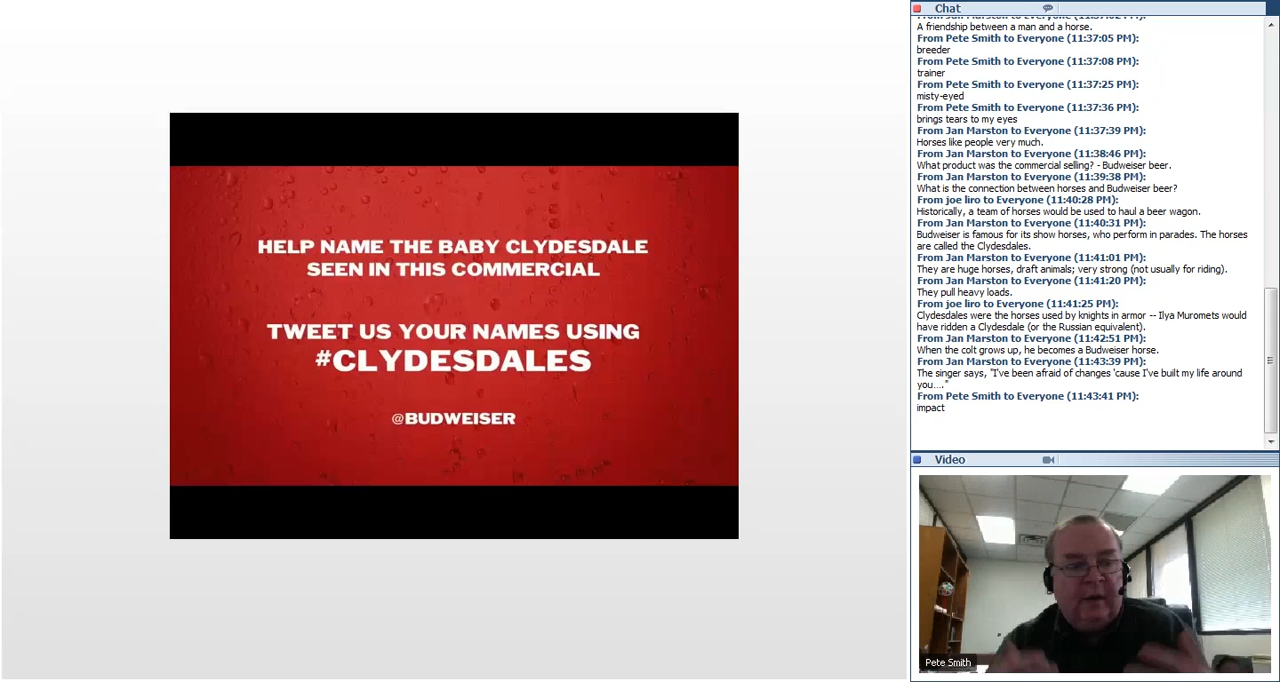 HELP NAME THE BABY CLYDESDALE
SEEN IN THIS COMMERCIAL
TWEET US YOUR NAMES USING
#CLYDESDALES
@BUDWEISER
Chat
From Jan Marston to Everyone (11:37:02 PM):
A friendship between a man and a horse.
From Pete Smith to Everyone (11:37:05 PM):
breeder
From Pete Smith to Everyone (11:37:08 PM):
trainer
From Pete Smith to Everyone (11:37:25 PM):
misty-eyed
From Pete Smith to Everyone (11:37:36 PM):
brings tears to my eyes
From Jan Marston to Everyone (11:37:39 PM):
Horses like people very much.
From Jan Marston to Everyone (11:38:46 PM):
What product was the commercial selling? - Budweiser beer.
From Jan Marston to Everyone (11:39:38 PM):
What is the connection between horses and Budweiser beer?
From joe liro to Everyone (11:40:28 PM):
Historically, a team of horses would be used to haul a beer wagon.
From Jan Marston to Everyone (11:40:31 PM):
Budweiser is famous for its show horses, who perform in parades. The horses
are called the Clydesdales.
From Jan Marston to Everyone (11:41:01 PM):
They are huge horses, draft animals; very strong (not usually for riding).
From Jan Marston to Everyone (11:41:20 PM):
They pull heavy loads.
From joe liro to Everyone (11:41:25 PM):
Clydesdales were the horses used by knights in armor -- Ilya Muromets would
have ridden a Clydesdale (or the Russian equivalent).
From Jan Marston to Everyone (11:42:51 PM):
When the colt grows up, he becomes a Budweiser horse.
From Jan Marston to Everyone (11:43:39 PM):
The singer says, "I've been afraid of changes 'cause I've built my life around
you...."
From Pete Smith to Everyone (11:43:41 PM):
impact
Video
Pete Smith